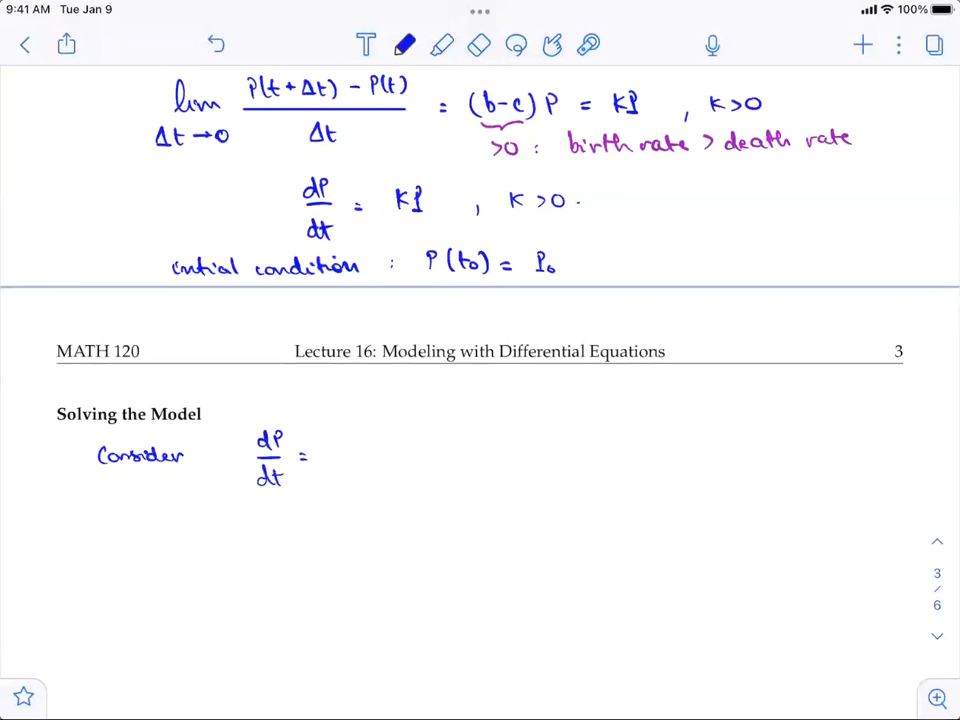 9:41 AM Tue Jan 9 100%
lim P(t + Δt) - P(t) = (b-c) P = kP , K>0
Δt→0 Δt
>0 : birth rate > death rate
dP/dt = kP , K >0 .
initial condition : P(t₀) = P₀
MATH 120 Lecture 16: Modeling with Differential Equations 3
Solving the Model
Consider dP/dt =
3
/
6